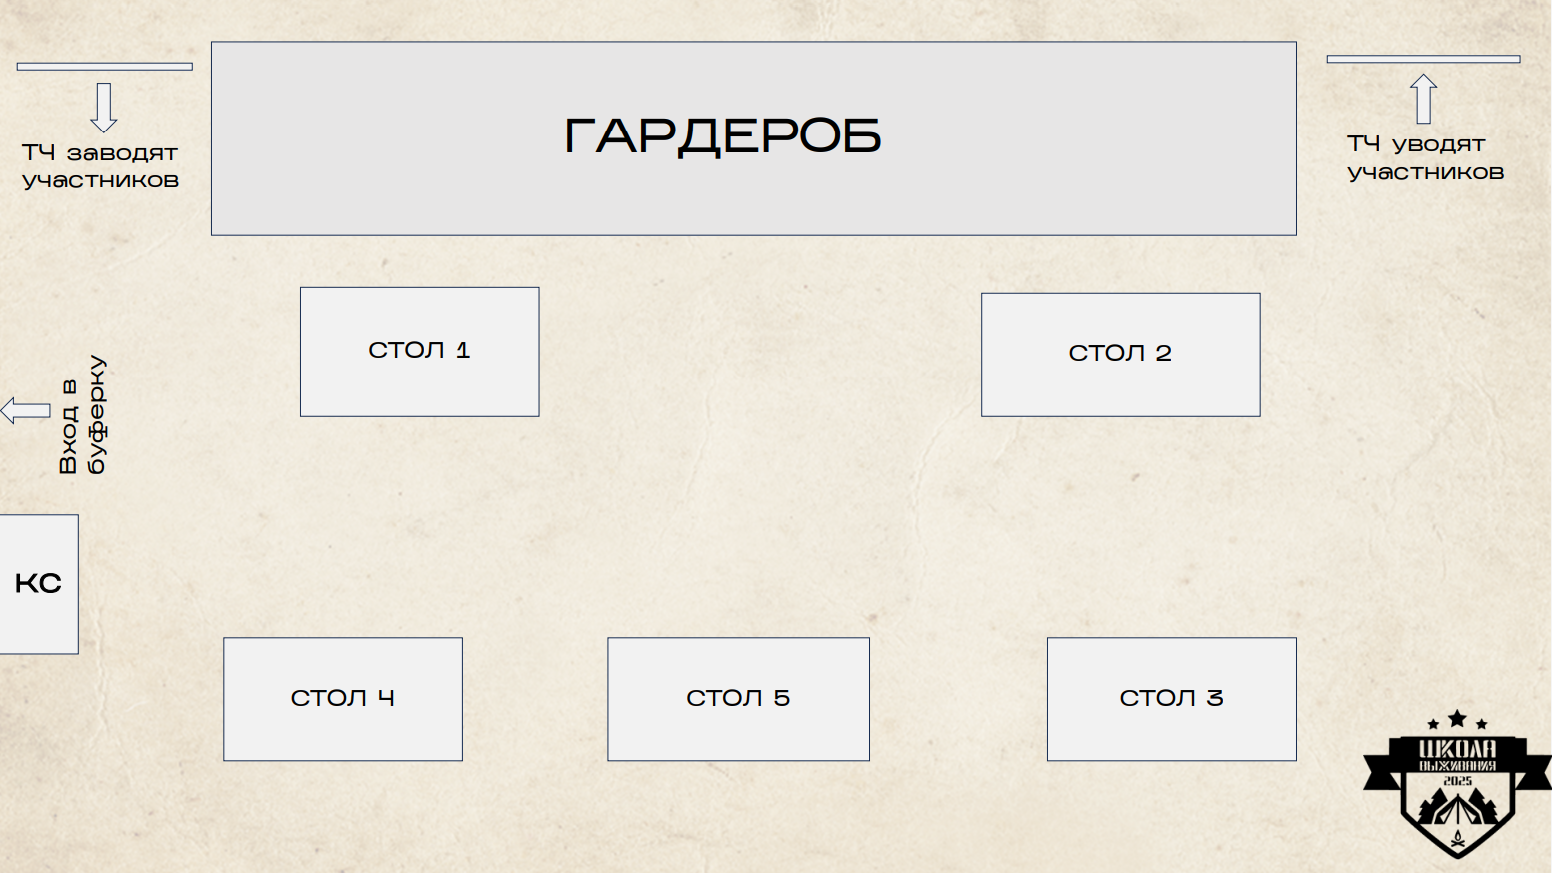 ГАРДЕРОБ
ТЧ заводят
участников
ТЧ уводят
участников
СТОЛ 1
СТОЛ 2
Вход в
буферку
КС
СТОЛ 4
СТОЛ 5
СТОЛ 3
ШКОЛА
ВЫЖИВАНИЯ
2025